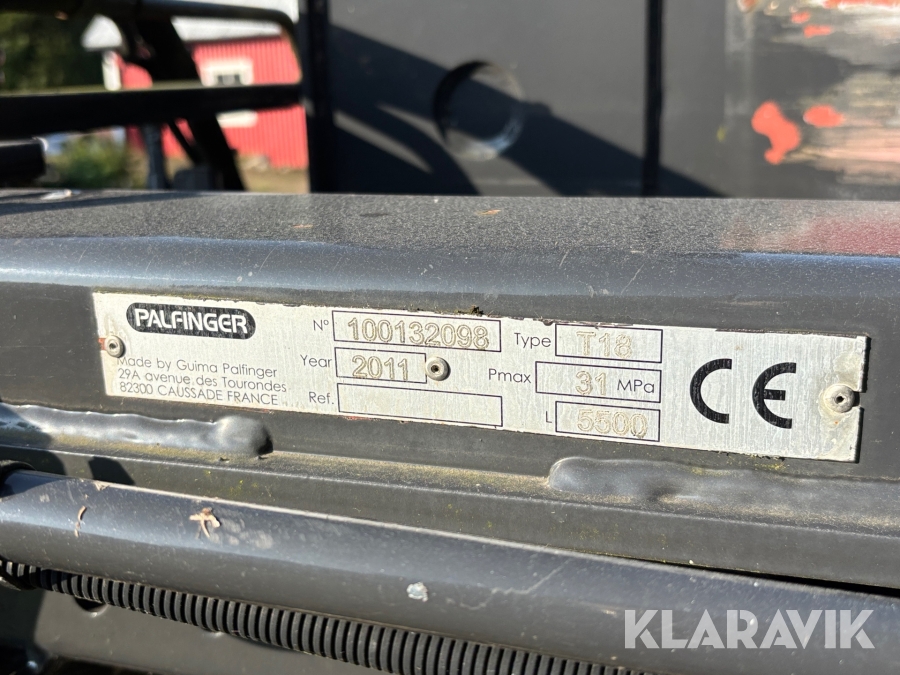 PALFINGER
Made by Guima Palfinger
29A avenue des Tourondes
82300 CAUSSADE FRANCE
N° 100132098
Year 2011
Ref.
Type T18
Pmax 31 MPa
L 5500
CE
KLARAVIK